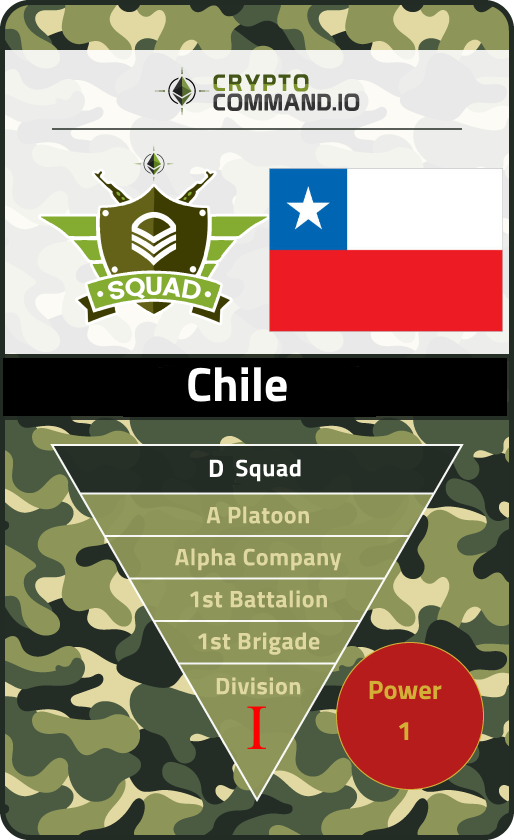 CRYPTO
COMMAND.IO
SQUAD
Chile
D Squad
A Platoon
Alpha Company
1st Battalion
1st Brigade
Division
I
Power
1